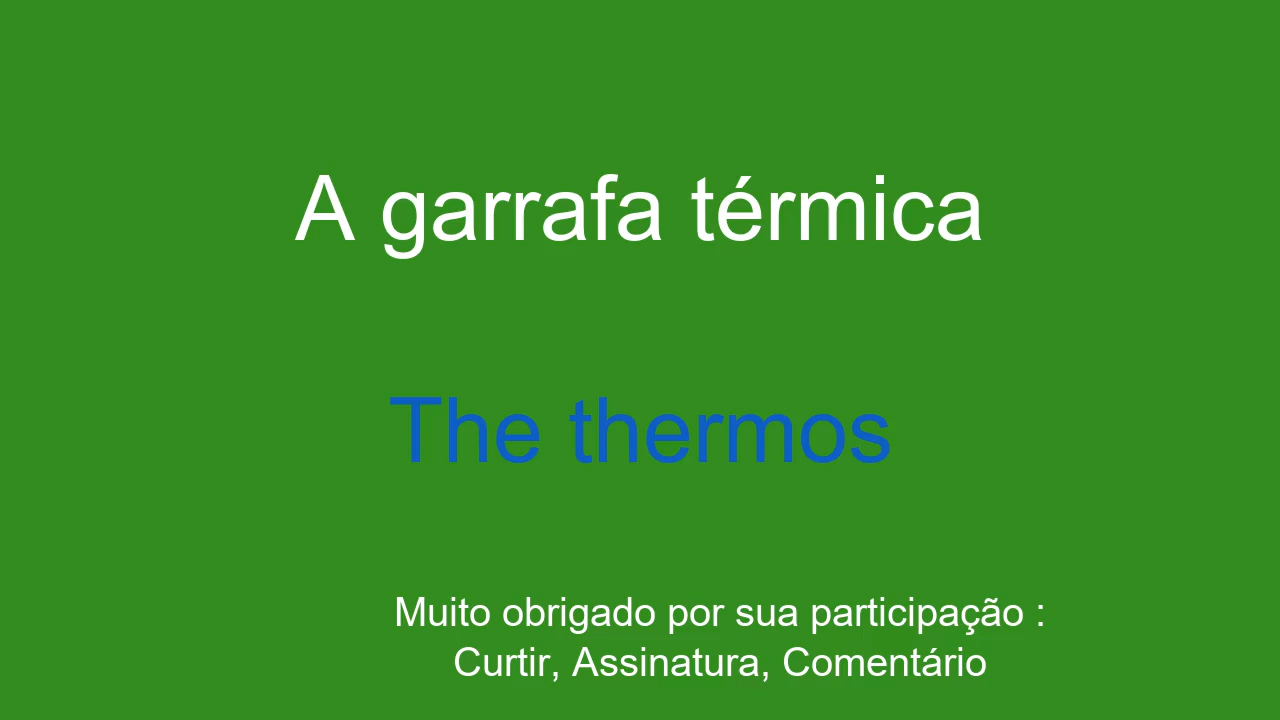 A garrafa térmica
The thermos
Muito obrigado por sua participação :
Curtir, Assinatura, Comentário